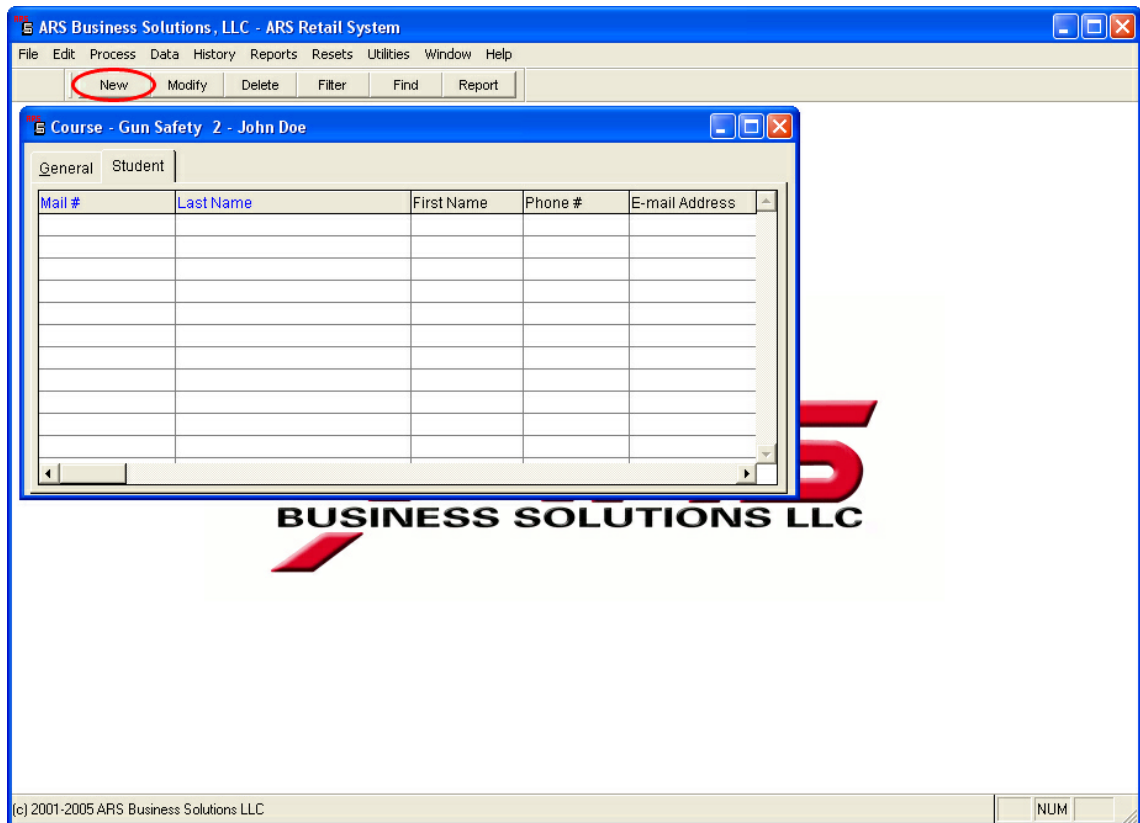 ARS Business Solutions, LLC - ARS Retail System
File Edit Process Data History Reports Resets Utilities Window Help
New Modify Delete Filter Find Report
Course - Gun Safety 2 - John Doe
General Student
Mail # Last Name First Name Phone # E-mail Address
BUSINESS SOLUTIONS LLC
(c) 2001-2005 ARS Business Solutions LLC NUM